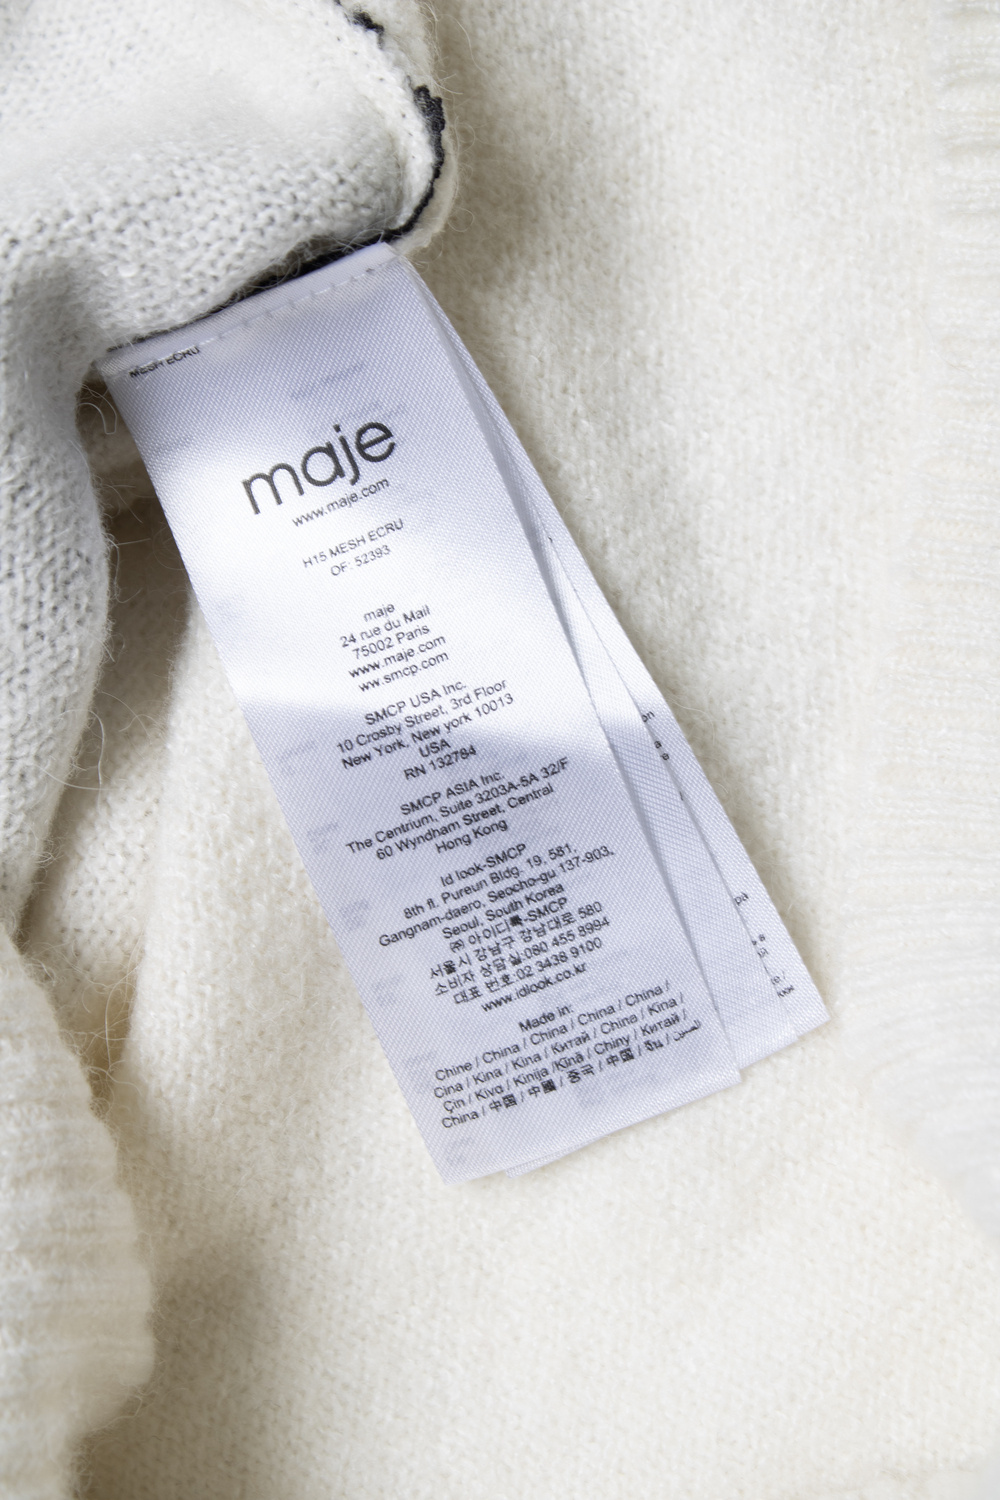 MESH ECRU
maje
www.maje.com
H15 MESH ECRU
OF: 52393
maje
24 rue du Mail
75002 Paris
www.maje.com
ww.smcp.com
SMCP USA Inc.
10 Crosby Street, 3rd Floor
New York, New york 10013
USA
RN 132784
SMCP ASIA Inc.
The Centrium, Suite 3203A-5A 32/F
60 Wyndham Street, Central
Hong Kong
Id look-SMCP
8th fl. Pureun Bldg. 19, 581,
Gangnam-daero, Seocho-gu 137-903,
Seoul, South Korea
㈜ 아이디룩-SMCP
서울시 강남구 강남대로 580
소비자 상담실:080 455 8994
대표 번호:02 3438 9100
www.idlook.co.kr
Made in:
Chine / China / China / China / China /
Cina / Kina / Kina / Китай / China / Kina /
Çin / Κίνα / Kinija /Kīnā / Chiny / Китай /
China / 中国 / 中國 / 중국 / 中国 / จีน / الصين